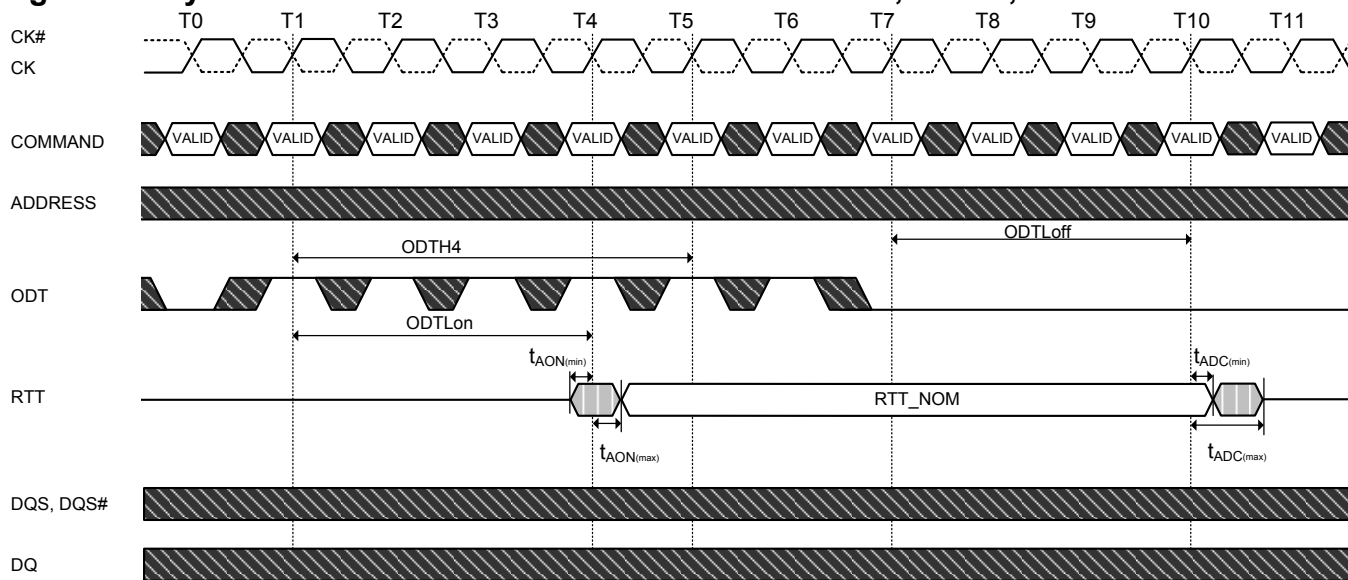 T0 T1 T2 T3 T4 T5 T6 T7 T8 T9 T10 T11
CK#
CK
COMMAND VALID VALID VALID VALID VALID VALID VALID VALID VALID VALID VALID VALID
ADDRESS
ODTH4 ODTLoff
ODT
ODTLon
tAON(min) tADC(min)
RTT RTT_NOM
tAON(max) tADC(max)
DQS, DQS#
DQ